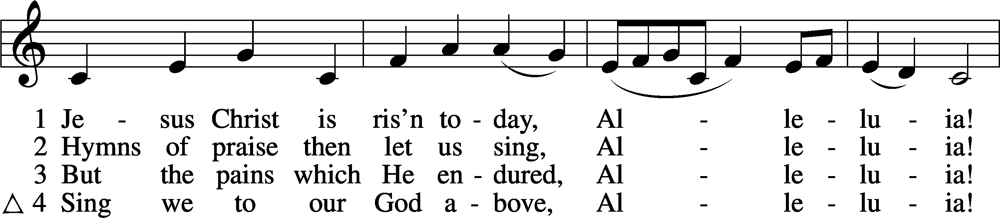 1 Je - sus Christ is ris’n to - day, Al - le - lu - ia!
2 Hymns of praise then let us sing, Al - le - lu - ia!
3 But the pains which He en - dured, Al - le - lu - ia!
△ 4 Sing we to our God a - bove, Al - le - lu - ia!